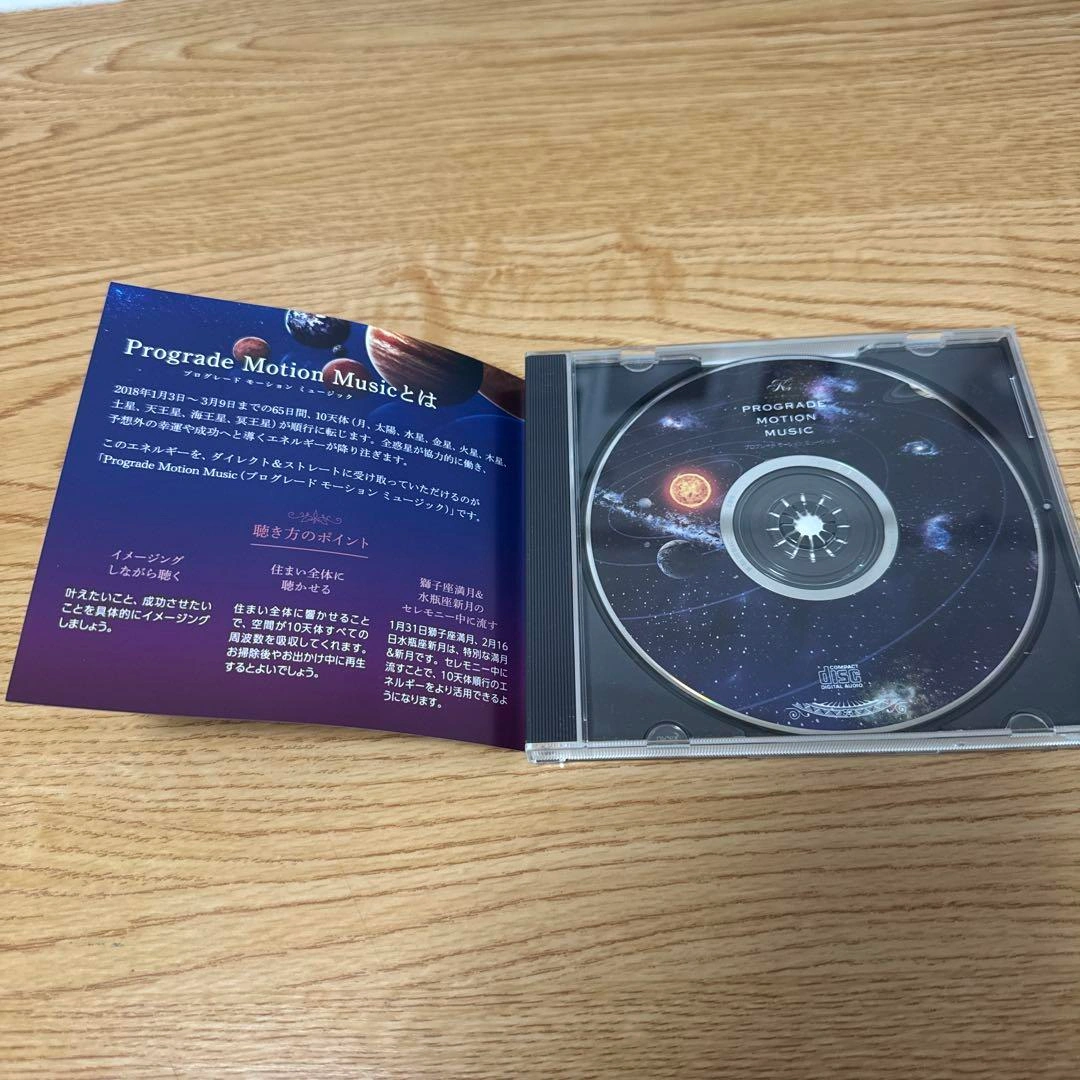 Prograde Motion Musicとは
プログレード モーション ミュージック
2018年1月3日〜3月9日までの65日間、10天体(月、太陽、水星、金星、火星、木星、
土星、天王星、海王星、冥王星)が順行に転じます。全惑星が協力的に働き、
予想外の幸運や成功へと導くエネルギーが降り注ぎます。
このエネルギーを、ダイレクト&ストレートに受け取っていただけるのが
「Prograde Motion Music(プログレード モーション ミュージック)」です。
聴き方のポイント
イメージング
しながら聴く
叶えたいこと、成功させたい
ことを具体的にイメージング
しましょう。
住まい全体に
聴かせる
住まい全体に響かせること
で、空間が10天体すべての
周波数を吸収してくれます。
お掃除後やお出かけ中に再生
するとよいでしょう。
獅子座満月&
水瓶座新月の
セレモニー中に流す
1月31日獅子座満月、2月16
日水瓶座新月は、特別な満月
&新月です。セレモニー中に
流すことで、10天体順行のエ
ネルギーをより活用できるよ
うになります。
PROGRADE
MOTION
MUSIC
プログレード モーション ミュージック
COMPACT
disc
DIGITAL AUDIO